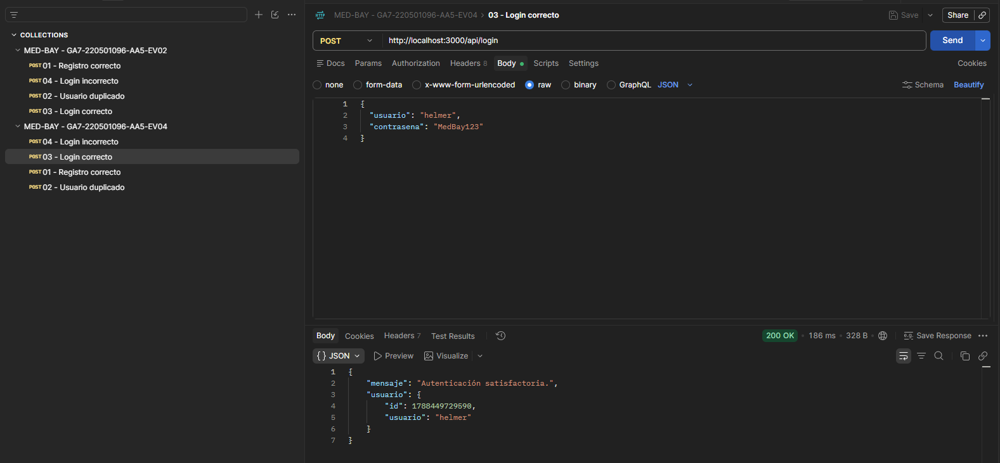 COLLECTIONS
MED-BAY - GA7-220501096-AA5-EV02
POST 01 - Registro correcto
POST 04 - Login incorrecto
POST 02 - Usuario duplicado
POST 03 - Login correcto
MED-BAY - GA7-220501096-AA5-EV04
POST 04 - Login incorrecto
POST 03 - Login correcto
POST 01 - Registro correcto
POST 02 - Usuario duplicado
HTTP MED-BAY - GA7-220501096-AA5-EV04 > 03 - Login correcto
Save
Share
POST http://localhost:3000/api/login
Send
Docs Params Authorization Headers 8 Body Scripts Settings
Cookies
none form-data x-www-form-urlencoded raw binary GraphQL JSON
Schema Beautify
1 {
2 "usuario": "helmer",
3 "contrasena": "MedBay123"
4 }
Body Cookies Headers 7 Test Results
200 OK • 186 ms • 328 B •
e.g. Save Response
{} JSON Preview Visualize
1 {
2 "mensaje": "Autenticación satisfactoria.",
3 "usuario": {
4 "id": 1788449729590,
5 "usuario": "helmer"
6 }
7 }